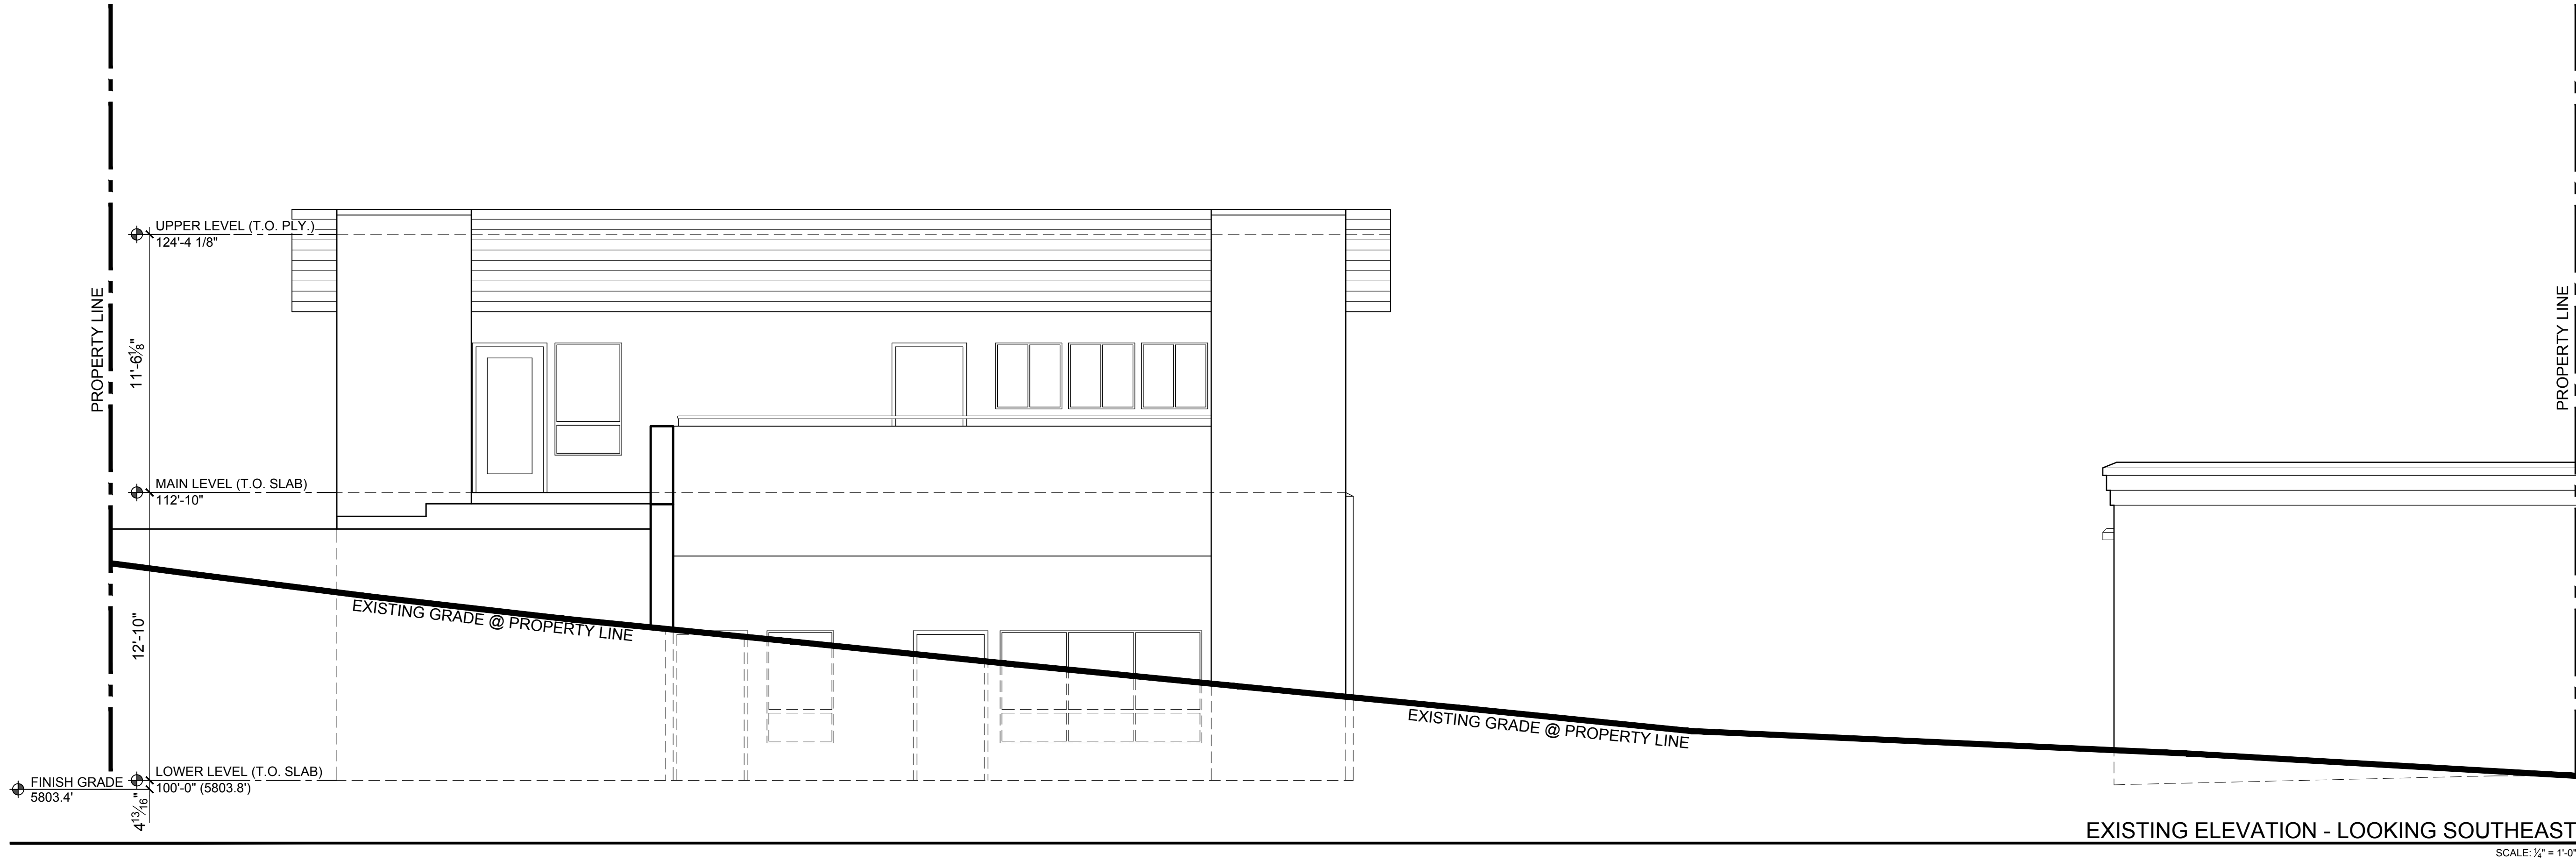 PROPERTY LINE
UPPER LEVEL (T.O. PLY.)
124'-4 1/8"
11'-6⅛"
MAIN LEVEL (T.O. SLAB)
112'-10"
12'-10"
LOWER LEVEL (T.O. SLAB)
100'-0" (5803.8')
FINISH GRADE
5803.4'
4 13/16"
EXISTING GRADE @ PROPERTY LINE
EXISTING GRADE @ PROPERTY LINE
PROPERTY LINE
EXISTING ELEVATION - LOOKING SOUTHEAST
SCALE: ¼" = 1'-0"